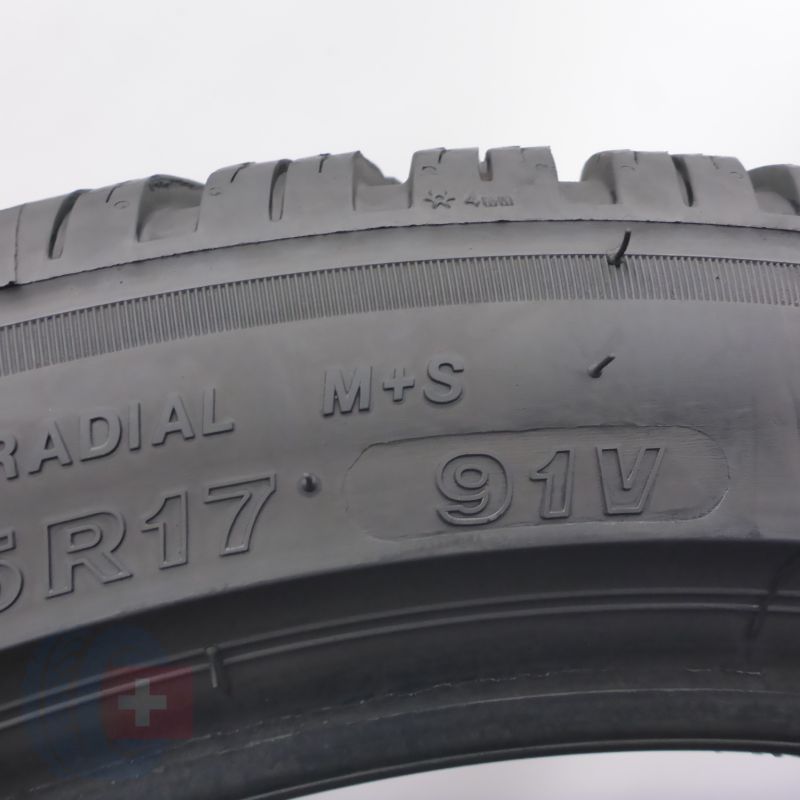 4mm
RADIAL M+S
5R17 91V